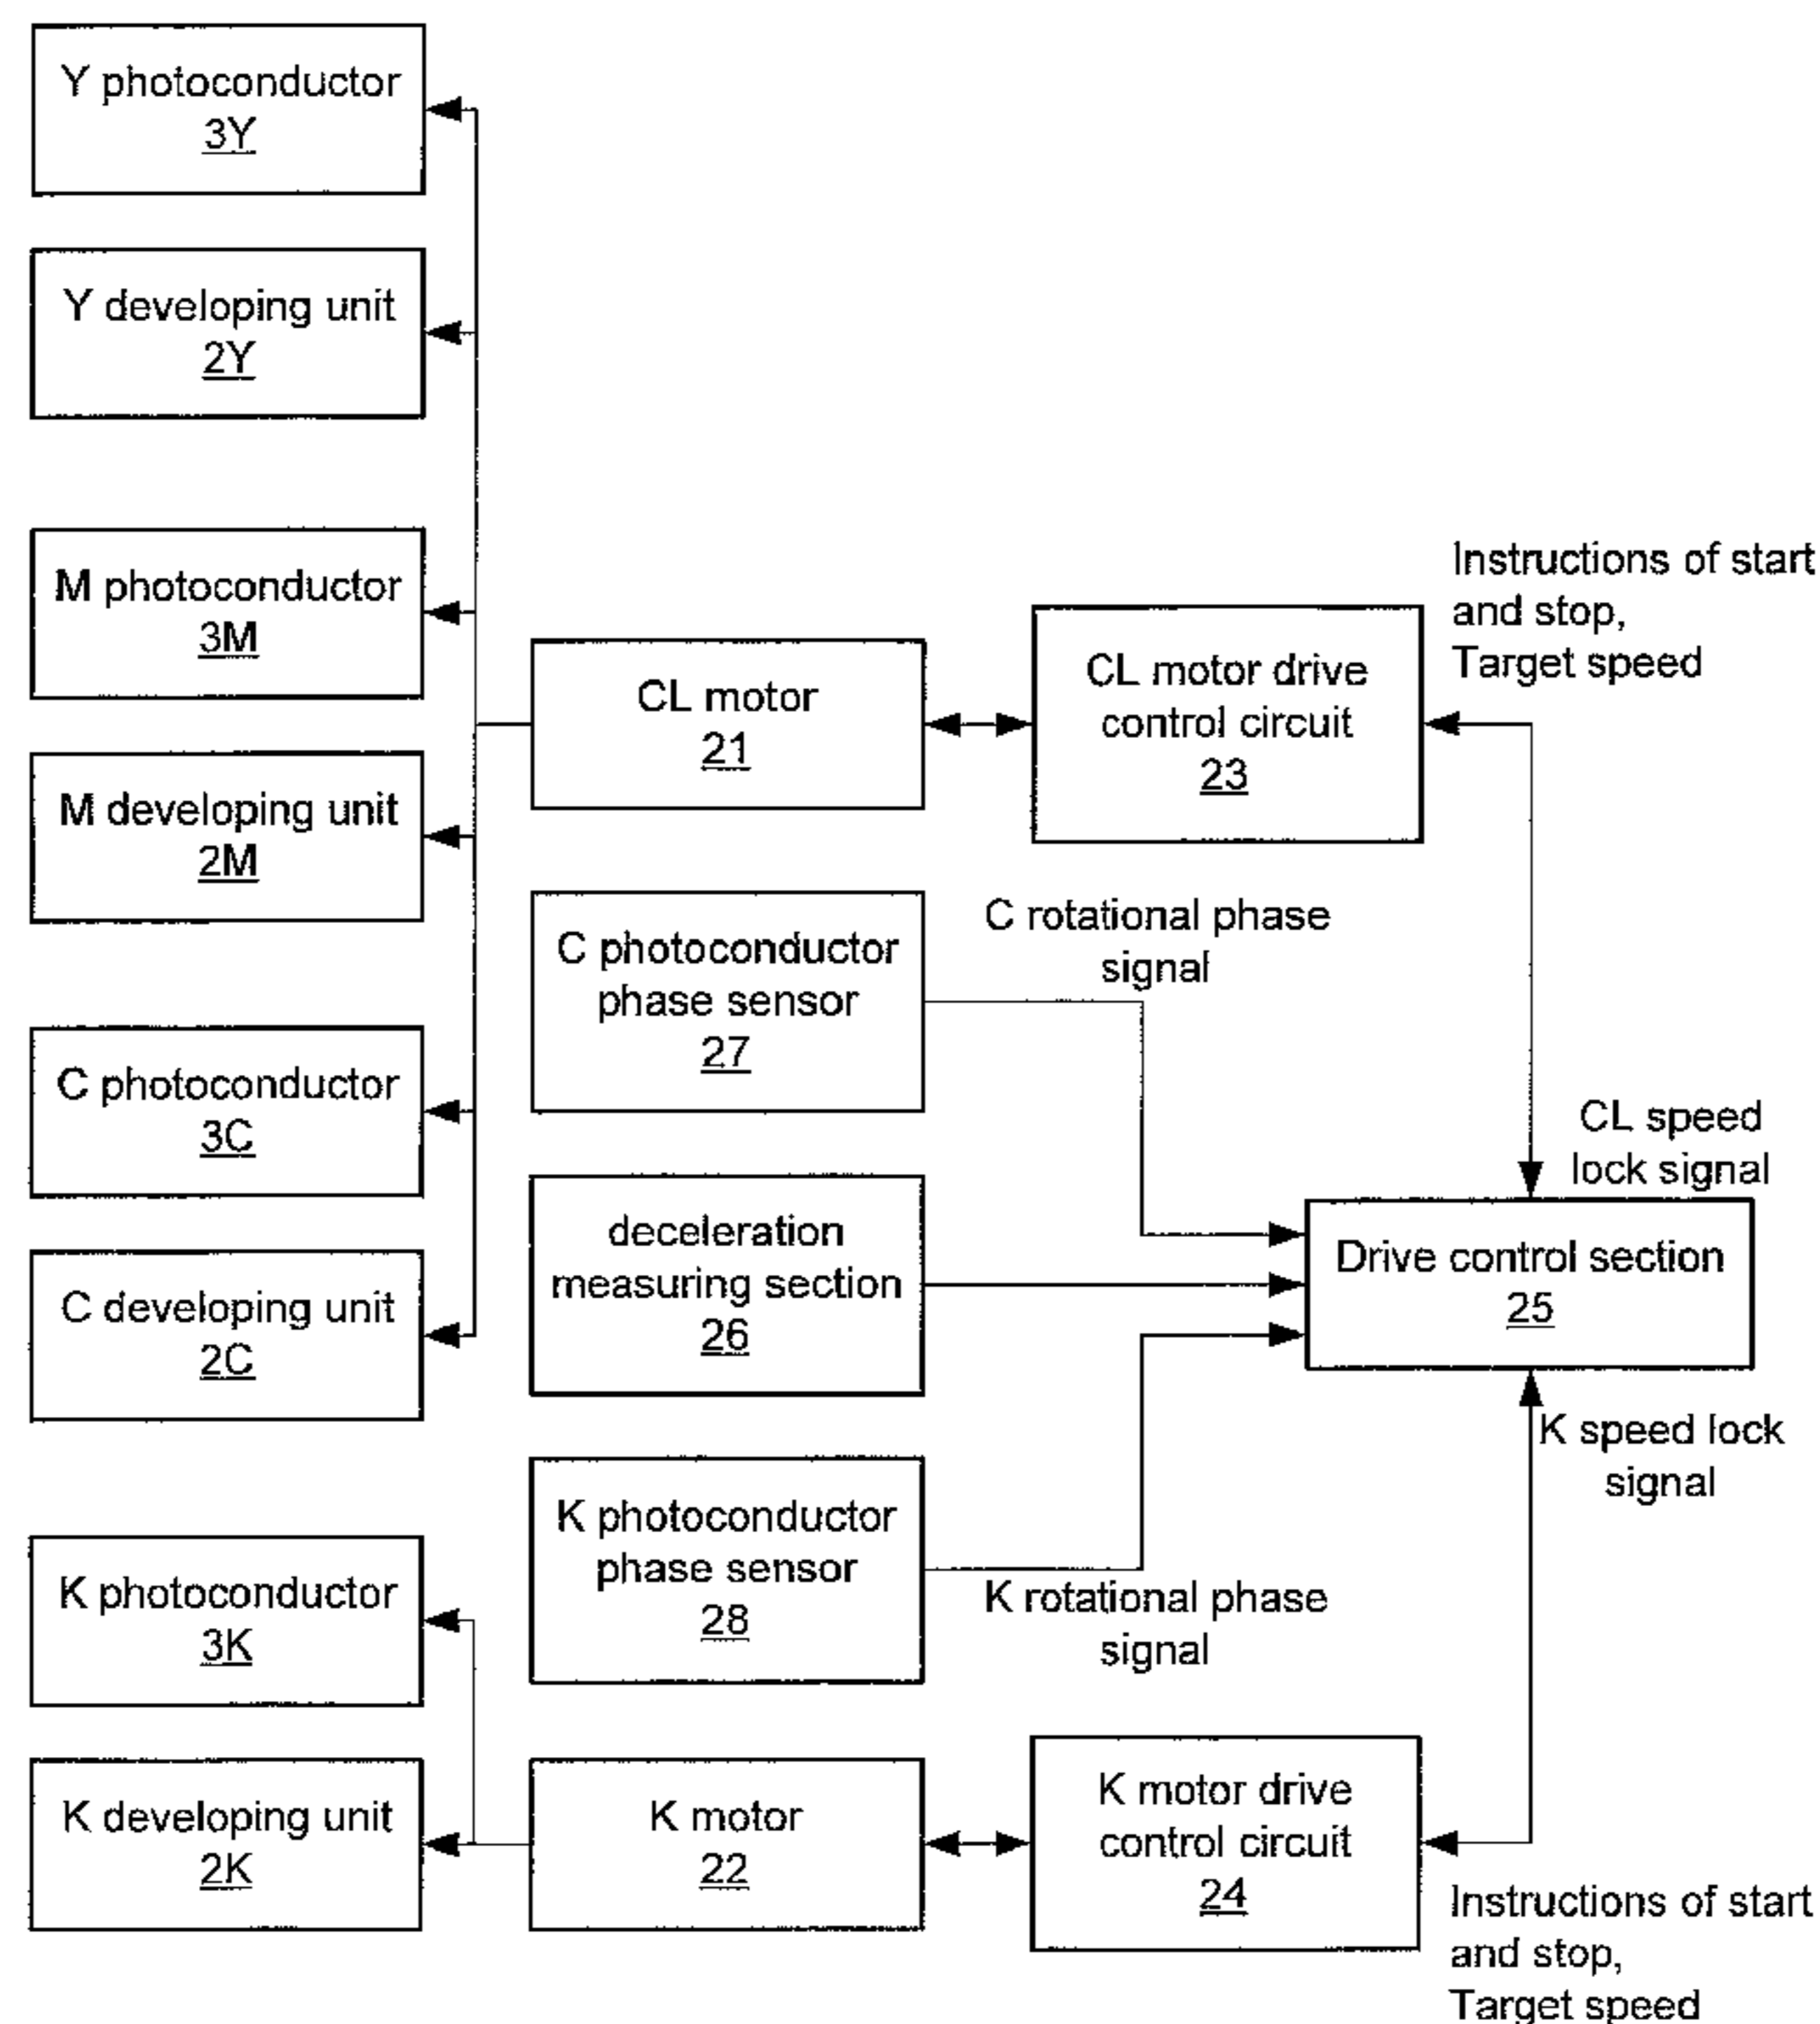 Y photoconductor
3Y
Y developing unit
2Y
M photoconductor
3M
M developing unit
2M
C photoconductor
3C
C developing unit
2C
K photoconductor
3K
K developing unit
2K
CL motor
21
C photoconductor
phase sensor
27
deceleration
measuring section
26
K photoconductor
phase sensor
28
K motor
22
CL motor drive
control circuit
23
C rotational phase
signal
K rotational phase
signal
K motor drive
control circuit
24
Instructions of start
and stop,
Target speed
CL speed
lock signal
Drive control section
25
K speed lock
signal
Instructions of start
and stop,
Target speed